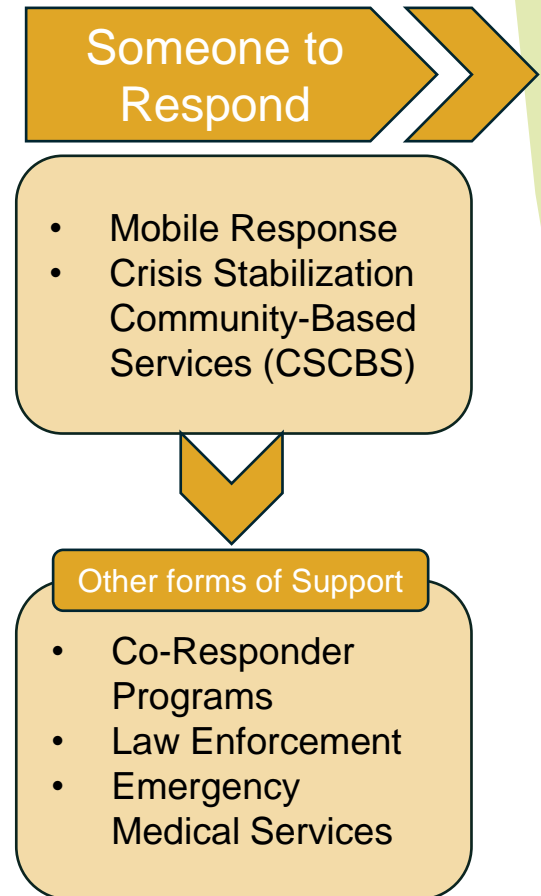 Someone to
Respond
• Mobile Response
• Crisis Stabilization
Community-Based
Services (CSCBS)
Other forms of Support
• Co-Responder
Programs
• Law Enforcement
• Emergency
Medical Services